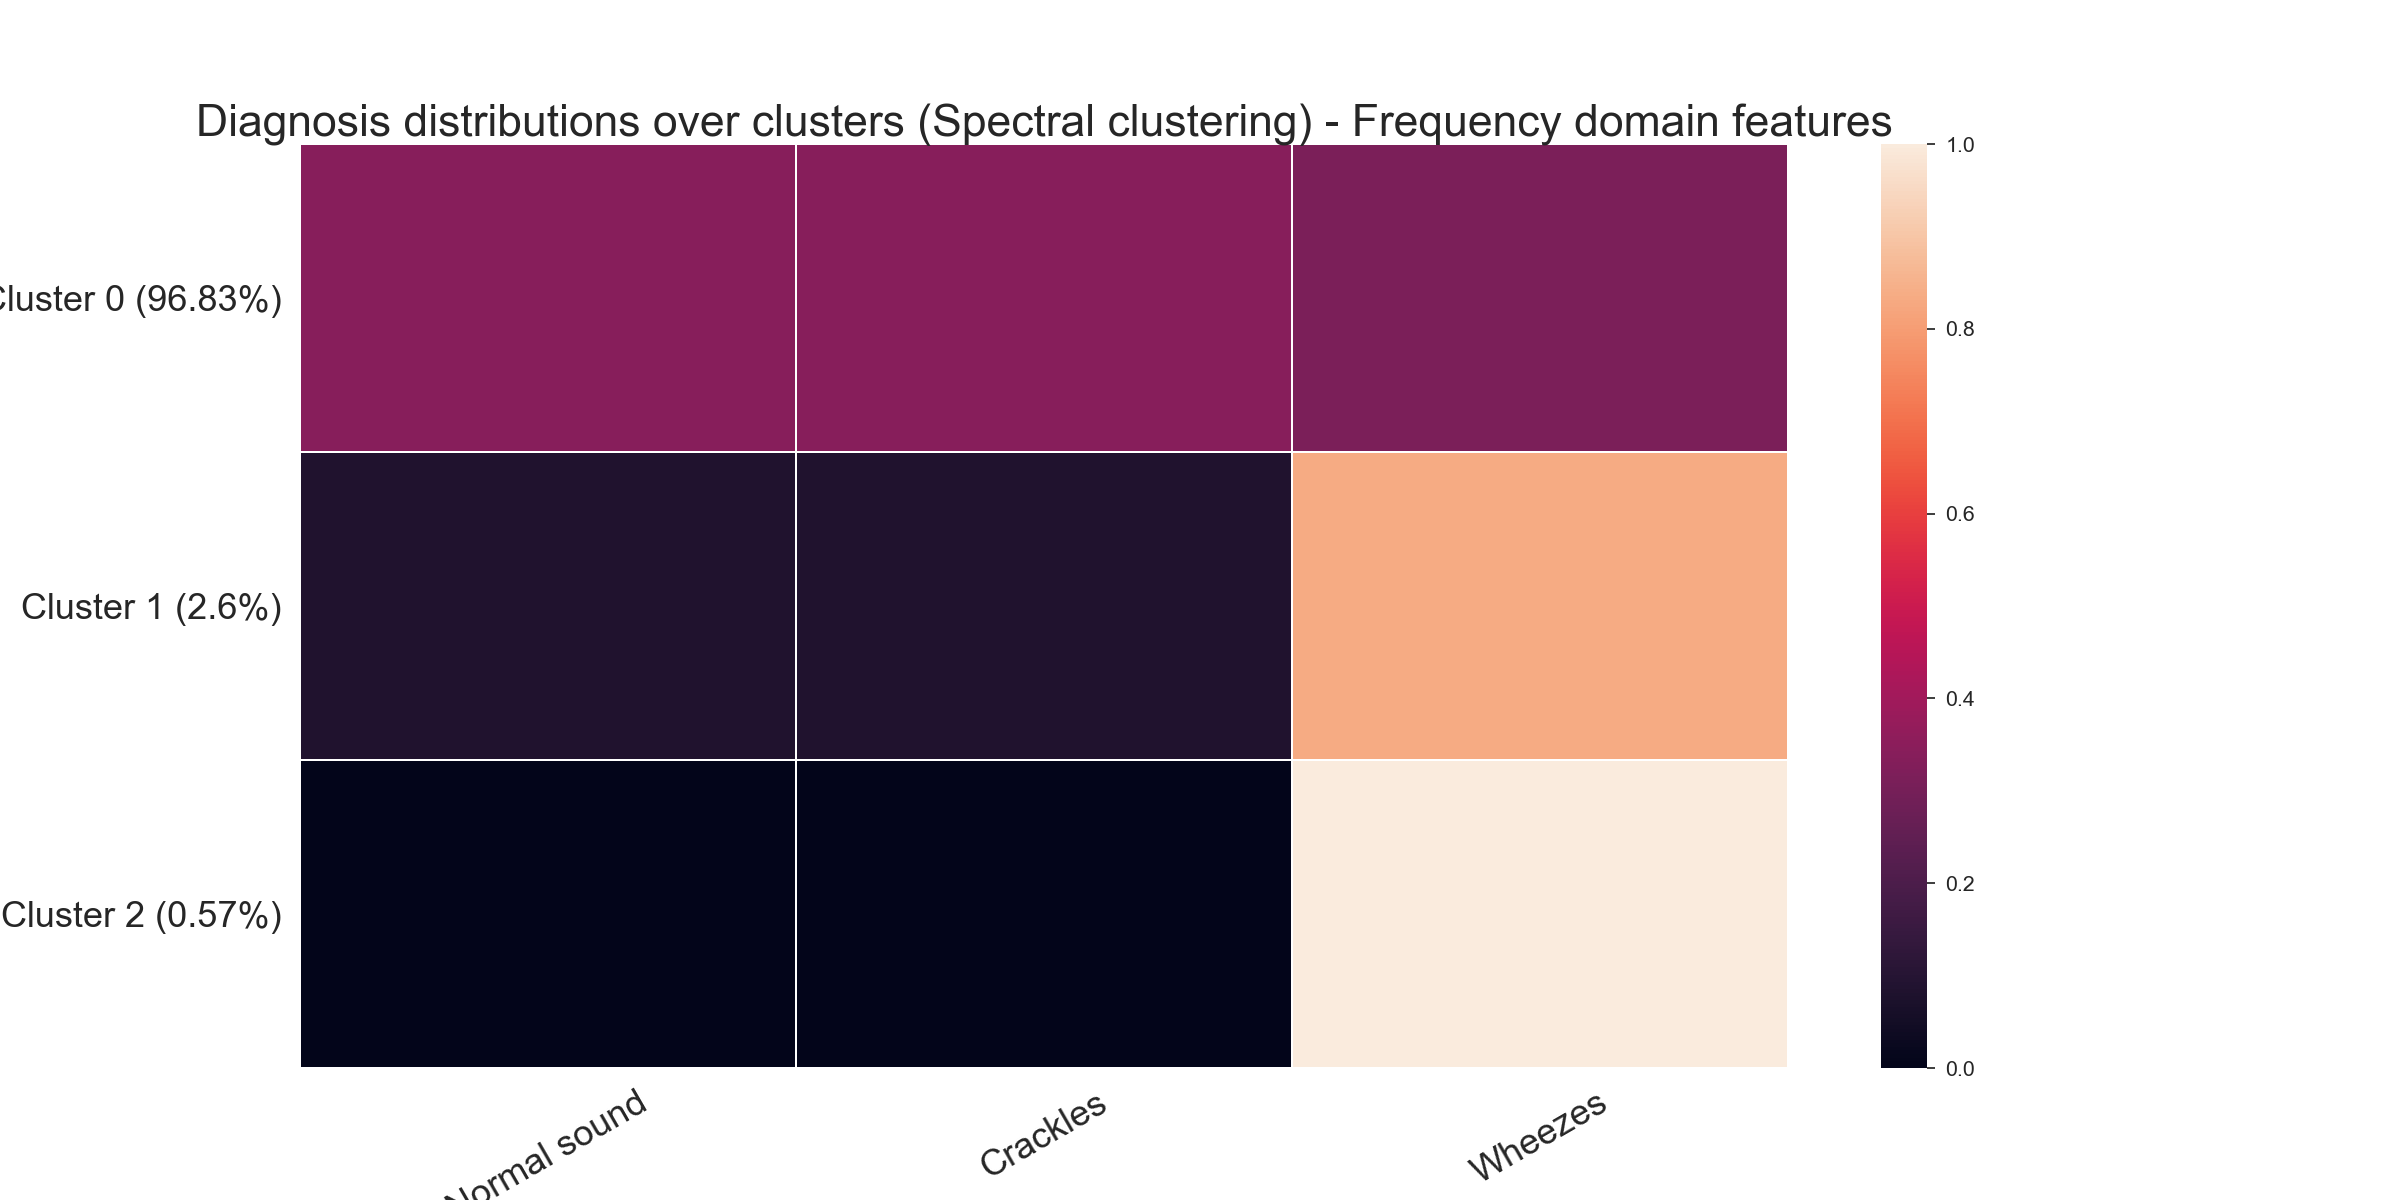 Diagnosis distributions over clusters (Spectral clustering) - Frequency domain features
Cluster 0 (96.83%)
Cluster 1 (2.6%)
Cluster 2 (0.57%)
Normal sound
Crackles
Wheezes
1.0
0.8
0.6
0.4
0.2
0.0